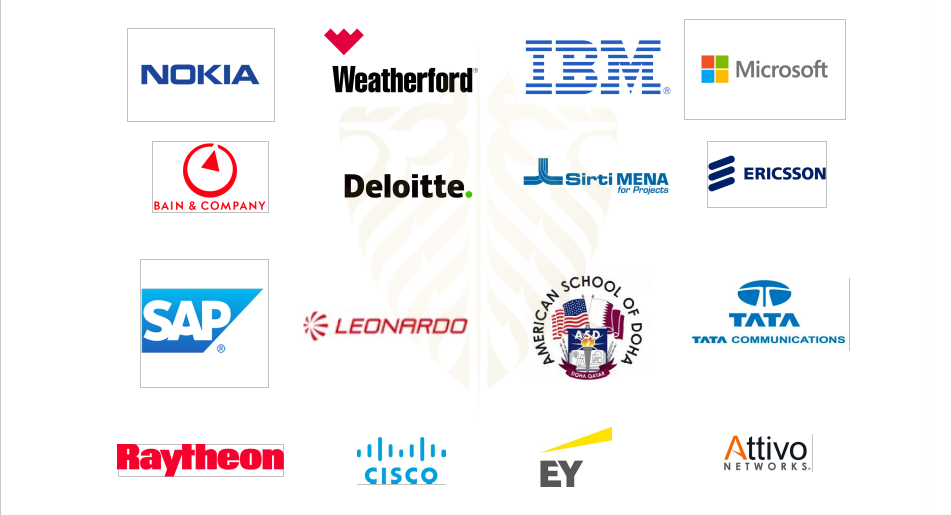 NOKIA
Weatherford®
IBM®
Microsoft
BAIN & COMPANY
Deloitte.
Sirti MENA
for Projects
ERICSSON
SAP®
LEONARDO
AMERICAN SCHOOL OF DOHA
ASD
DOHA QATAR
TATA
TATA COMMUNICATIONS
Raytheon
CISCO
EY
Attivo
NETWORKS®